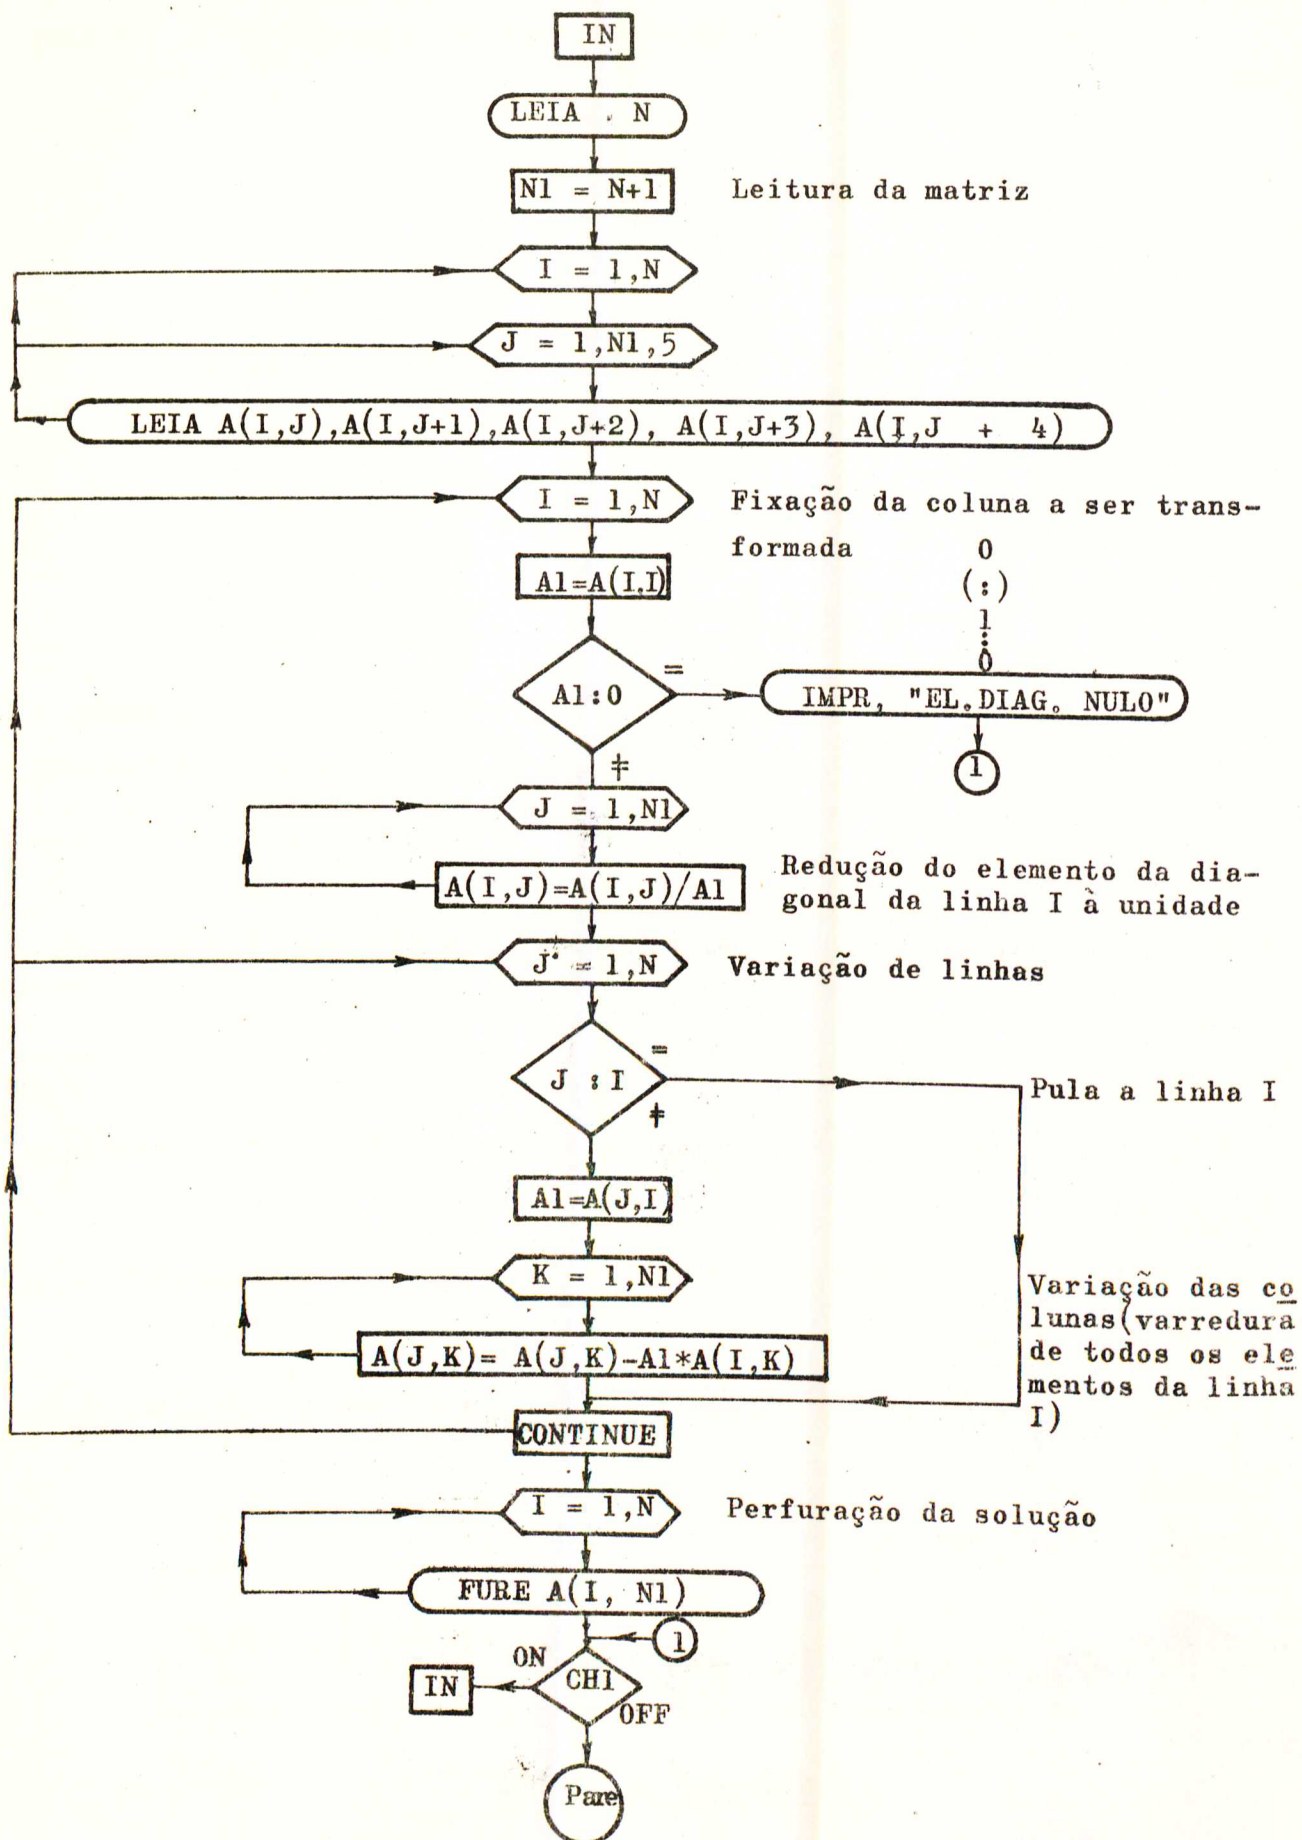 IN
LEIA . N
N1 = N+1
Leitura da matriz
I = 1,N
J = 1,N1,5
LEIA A(I,J),A(I,J+1),A(I,J+2), A(I,J+3), A(I,J + 4)
I = 1,N
Fixação da coluna a ser trans-
formada
0
(:)
1
:
0
A1=A(I.I)
A1:0
=
IMPR, "EL.DIAG. NULO"
1
≠
J = 1,N1
A(I,J)=A(I,J)/A1
Redução do elemento da dia-
gonal da linha I à unidade
J = 1,N
Variação de linhas
J : I
=
Pula a linha I
≠
A1=A(J,I)
K = 1,N1
Variação das co
lunas(varredura
de todos os ele
mentos da linha
I)
A(J,K)= A(J,K)-A1*A(I,K)
CONTINUE
I = 1,N
Perfuração da solução
FURE A(I, N1)
1
ON
IN
CH1
OFF
Pare